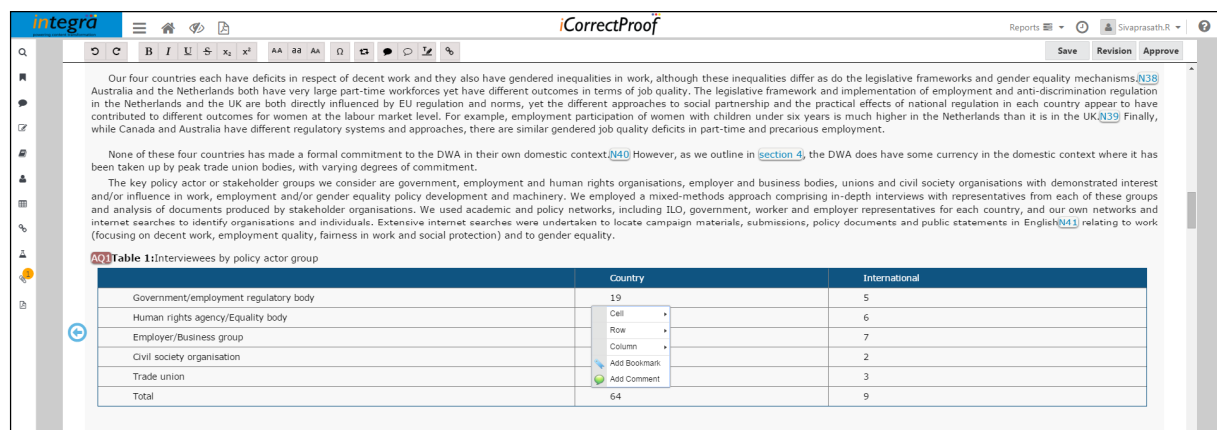 integra
iCorrectProof
Reports
Sivaprasath.R
B I U S x₂ x² AA aa AA Ω
Save Revision Approve
Our four countries each have deficits in respect of decent work and they also have gendered inequalities in work, although these inequalities differ as do the legislative frameworks and gender equality mechanisms.N38
Australia and the Netherlands both have very large part-time workforces yet have different outcomes in terms of job quality. The legislative framework and implementation of employment and anti-discrimination regulation
in the Netherlands and the UK are both directly influenced by EU regulation and norms, yet the different approaches to social partnership and the practical effects of national regulation in each country appear to have
contributed to different outcomes for women at the labour market level. For example, employment participation of women with children under six years is much higher in the Netherlands than it is in the UK.N39 Finally,
while Canada and Australia have different regulatory systems and approaches, there are similar gendered job quality deficits in part-time and precarious employment.
None of these four countries has made a formal commitment to the DWA in their own domestic context.N40 However, as we outline in section 4, the DWA does have some currency in the domestic context where it has
been taken up by peak trade union bodies, with varying degrees of commitment.
The key policy actor or stakeholder groups we consider are government, employment and human rights organisations, employer and business bodies, unions and civil society organisations with demonstrated interest
and/or influence in work, employment and/or gender equality policy development and machinery. We employed a mixed-methods approach comprising in-depth interviews with representatives from each of these groups
and analysis of documents produced by stakeholder organisations. We used academic and policy networks, including ILO, government, worker and employer representatives for each country, and our own networks and
internet searches to identify organisations and individuals. Extensive internet searches were undertaken to locate campaign materials, submissions, policy documents and public statements in EnglishN41 relating to work
(focusing on decent work, employment quality, fairness in work and social protection) and to gender equality.
AQ1Table 1:Interviewees by policy actor group
Country International
Government/employment regulatory body 19 5
Human rights agency/Equality body 6
Employer/Business group 7
Civil society organisation 2
Trade union 3
Total 64 9
Cell
Row
Column
Add Bookmark
Add Comment
1